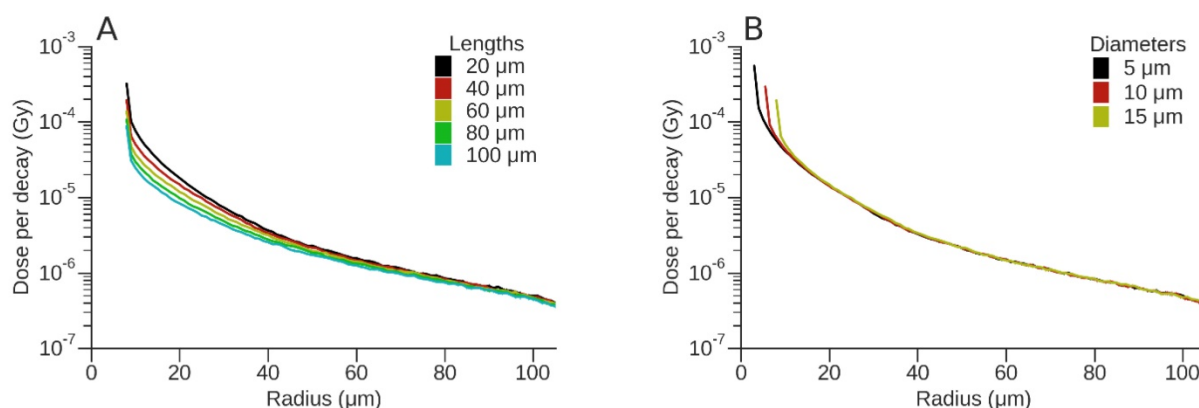 A
Lengths
20 µm
40 µm
60 µm
80 µm
100 µm
10⁻³
10⁻⁴
10⁻⁵
10⁻⁶
10⁻⁷
Dose per decay (Gy)
0 20 40 60 80 100
Radius (µm)
B
Diameters
5 µm
10 µm
15 µm
10⁻³
10⁻⁴
10⁻⁵
10⁻⁶
10⁻⁷
Dose per decay (Gy)
0 20 40 60 80 100
Radius (µm)